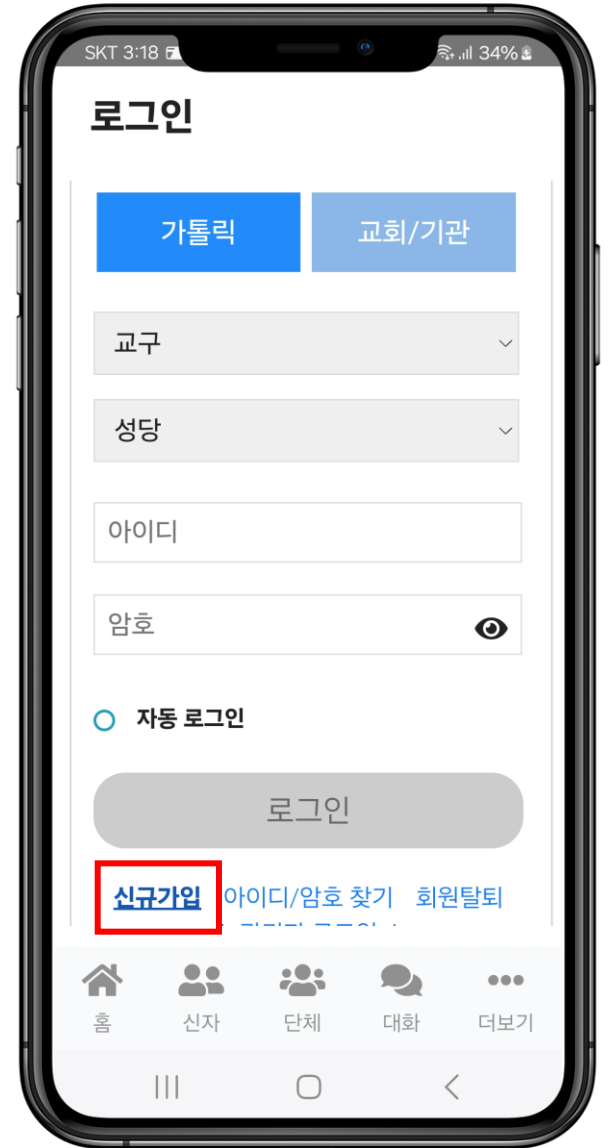 SKT 3:18 34%
로그인
가톨릭 교회/기관
교구
성당
아이디
암호
자동 로그인
로그인
신규가입 아이디/암호 찾기 회원탈퇴
홈 신자 단체 대화 더보기